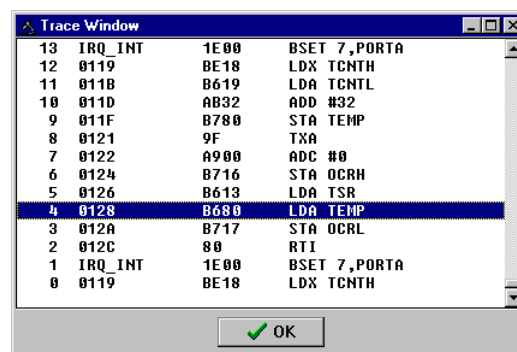 Trace Window
13 IRQ_INT 1E00 BSET 7,PORTA
12 0119 BE18 LDX TCNTH
11 011B B619 LDA TCNTL
10 011D AB32 ADD #32
9 011F B780 STA TEMP
8 0121 9F TXA
7 0122 A900 ADC #0
6 0124 B716 STA OCRH
5 0126 B613 LDA TSR
4 0128 B680 LDA TEMP
3 012A B717 STA OCRL
2 012C 80 RTI
1 IRQ_INT 1E00 BSET 7,PORTA
0 0119 BE18 LDX TCNTH
OK